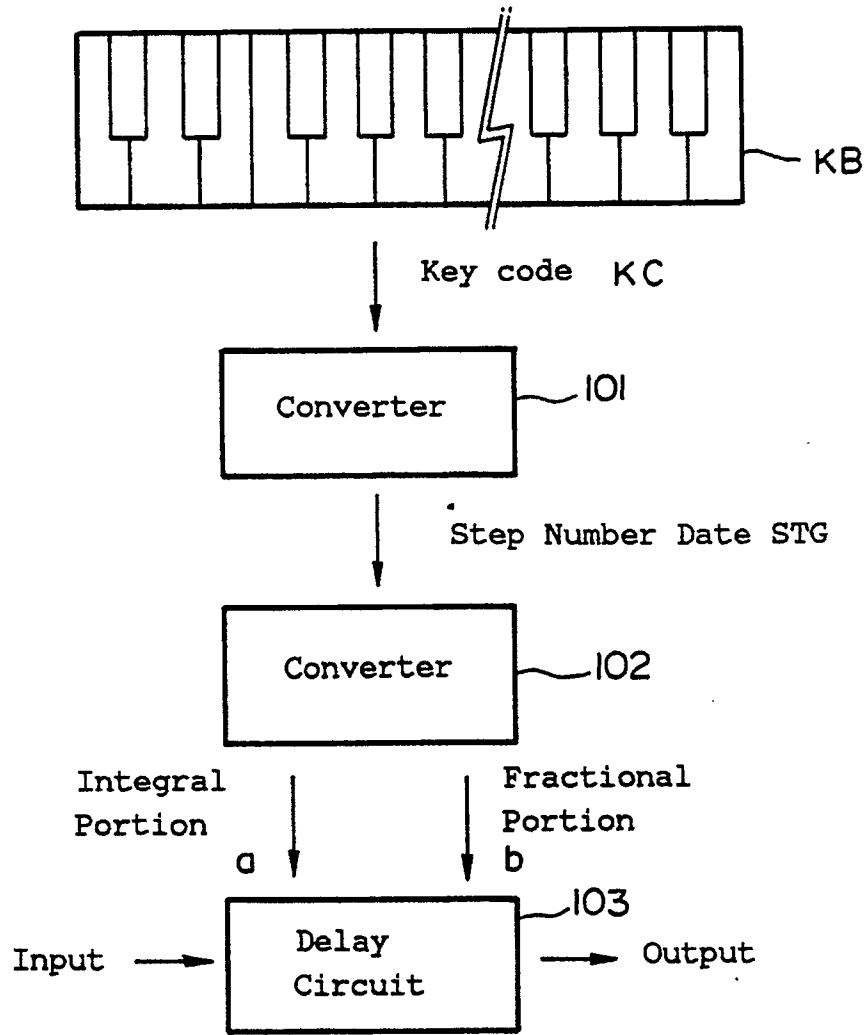 KB
Key code KC
Converter
101
Step Number Date STG
Converter
102
Integral
Portion
a
Fractional
Portion
b
103
Input
Delay
Circuit
Output